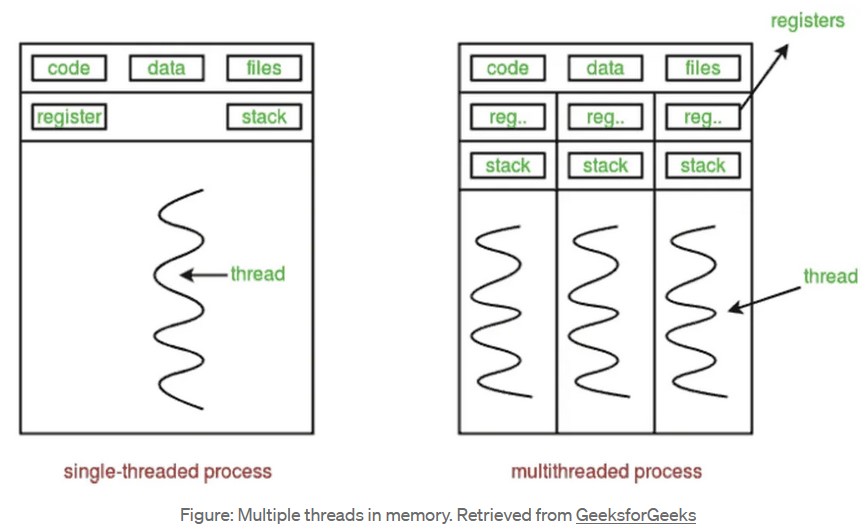 registers
code data files
register stack
thread
single-threaded process
code data files
reg.. reg.. reg..
stack stack stack
thread
multithreaded process
Figure: Multiple threads in memory. Retrieved from GeeksforGeeks